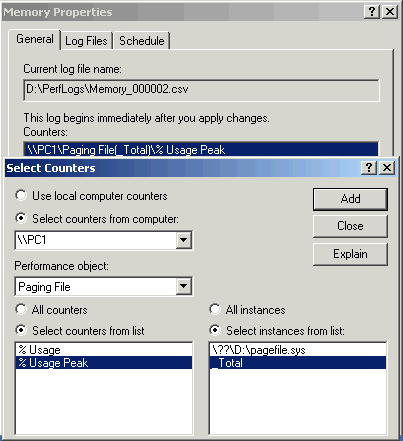 Memory Properties
General
Log Files
Schedule
Current log file name:
D:\PerfLogs\Memory_000002.csv
This log begins immediately after you apply changes.
Counters:
\\PC1\Paging File(_Total)\% Usage Peak
Select Counters
Use local computer counters
Add
Select counters from computer:
\\PC1
Close
Explain
Performance object:
Paging File
All counters
All instances
Select counters from list
Select instances from list:
% Usage
\??\D:\pagefile.sys
% Usage Peak
_Total